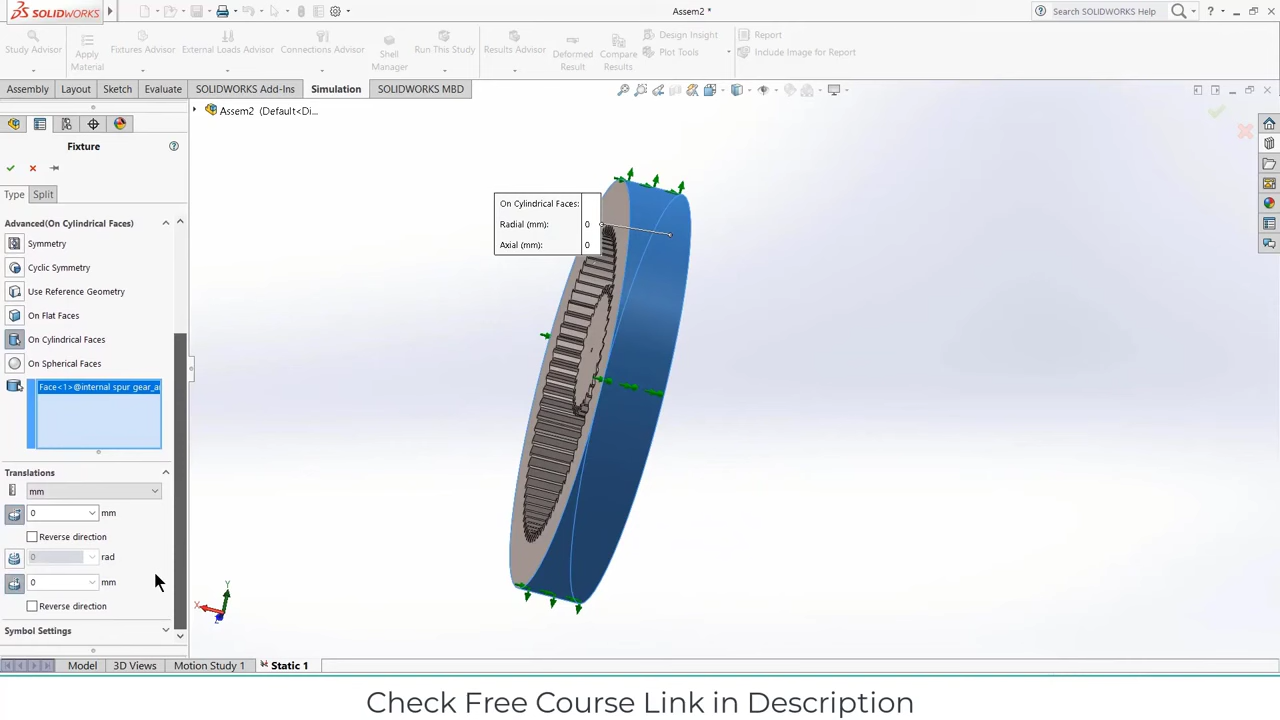 SOLIDWORKS
Assem2 *
Search SOLIDWORKS Help
?
Study Advisor
Apply Material
Fixtures Advisor
External Loads Advisor
Connections Advisor
Shell Manager
Run This Study
Results Advisor
Deformed Result
Compare Results
Design Insight
Plot Tools
Report
Include Image for Report
Assembly
Layout
Sketch
Evaluate
SOLIDWORKS Add-Ins
Simulation
SOLIDWORKS MBD
Assem2 (Default<Di...
Fixture
?
Type
Split
Advanced(On Cylindrical Faces)
Symmetry
Cyclic Symmetry
Use Reference Geometry
On Flat Faces
On Cylindrical Faces
On Spherical Faces
Face<1>@internal spur gear_a
Translations
mm
0 mm
Reverse direction
0 rad
0 mm
Reverse direction
Symbol Settings
On Cylindrical Faces:
Radial (mm): 0
Axial (mm): 0
Y
X
Z
Model
3D Views
Motion Study 1
Static 1
Check Free Course Link in Description